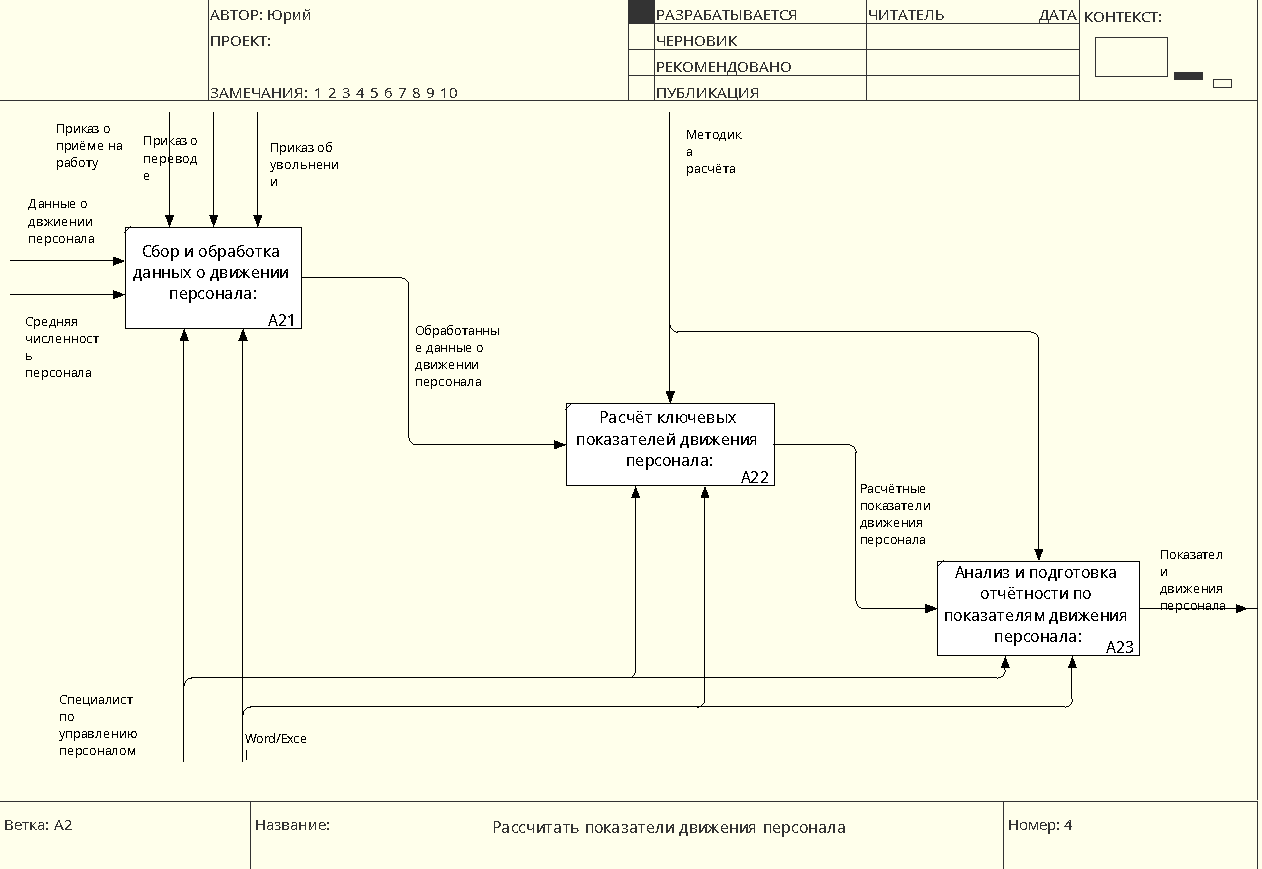 АВТОР: Юрий
ПРОЕКТ:
ЗАМЕЧАНИЯ: 1 2 3 4 5 6 7 8 9 10
РАЗРАБАТЫВАЕТСЯ
ЧЕРНОВИК
РЕКОМЕНДОВАНО
ПУБЛИКАЦИЯ
ЧИТАТЕЛЬ
ДАТА
КОНТЕКСТ:
Приказ о
приёме на
работу
Приказ о
перевод
е
Приказ об
увольнени
и
Методик
а
расчёта
Данные о
двжиении
персонала
Средняя
численност
ь
персонала
Сбор и обработка
данных о движении
персонала:
A21
Обработанны
е данные о
движении
персонала
Расчёт ключевых
показателей движения
персонала:
A22
Расчётные
показатели
движения
персонала
Анализ и подготовка
отчётности по
показателям движения
персонала:
A23
Показател
и
движения
персонала
Специалист
по
управлению
персоналом
Word/Exce
l
Ветка: A2
Название:
Рассчитать показатели движения персонала
Номер: 4